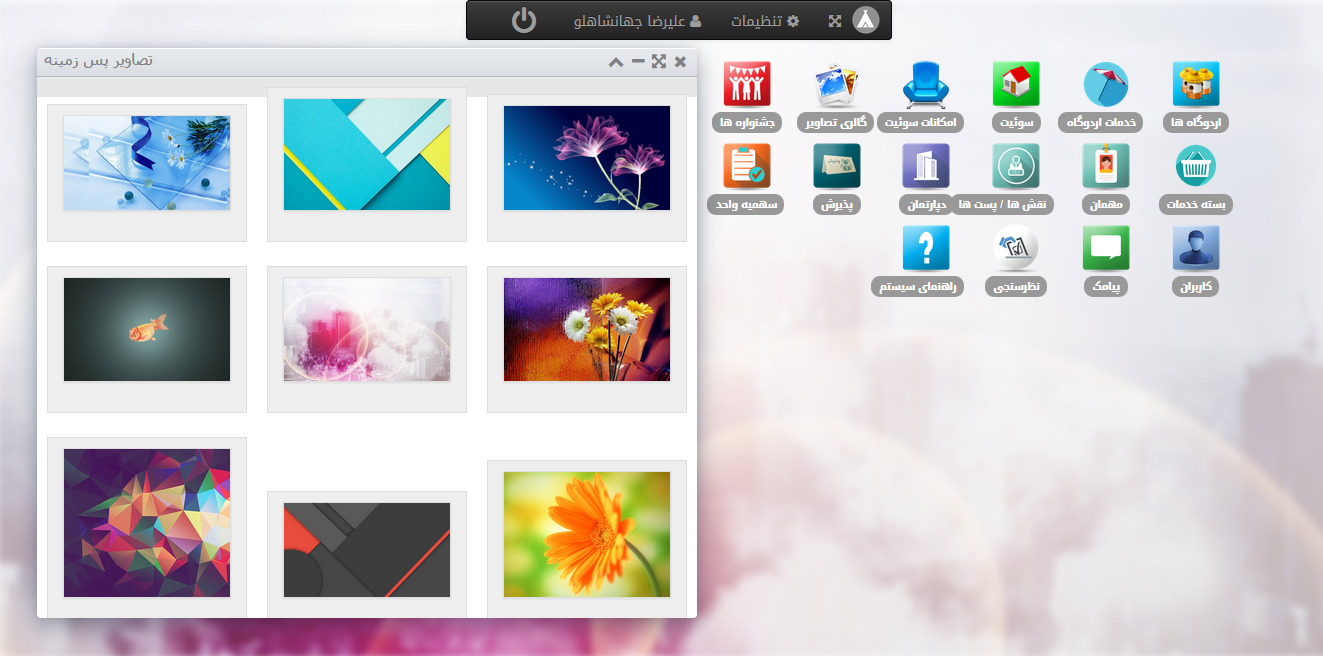 تنظیمات
علیرضا جهانشاهلو
تصاویر پس زمینه
اردوگاه ها
خدمات اردوگاه
سوئیت
امکانات سوئیت
گالری تصاویر
جشنواره ها
بسته خدمات
مهمان
نقش ها / پست ها
دپارتمان
پذیرش
سهمیه واحد
کاربران
پیامک
نظرسنجی
راهنمای سیستم